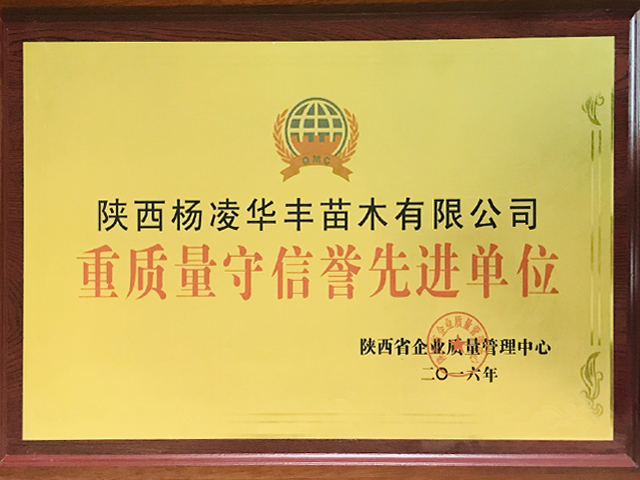 QMC
陕西杨凌华丰苗木有限公司
重质量守信誉先进单位
陕西省企业质量管理中心
二〇一六年